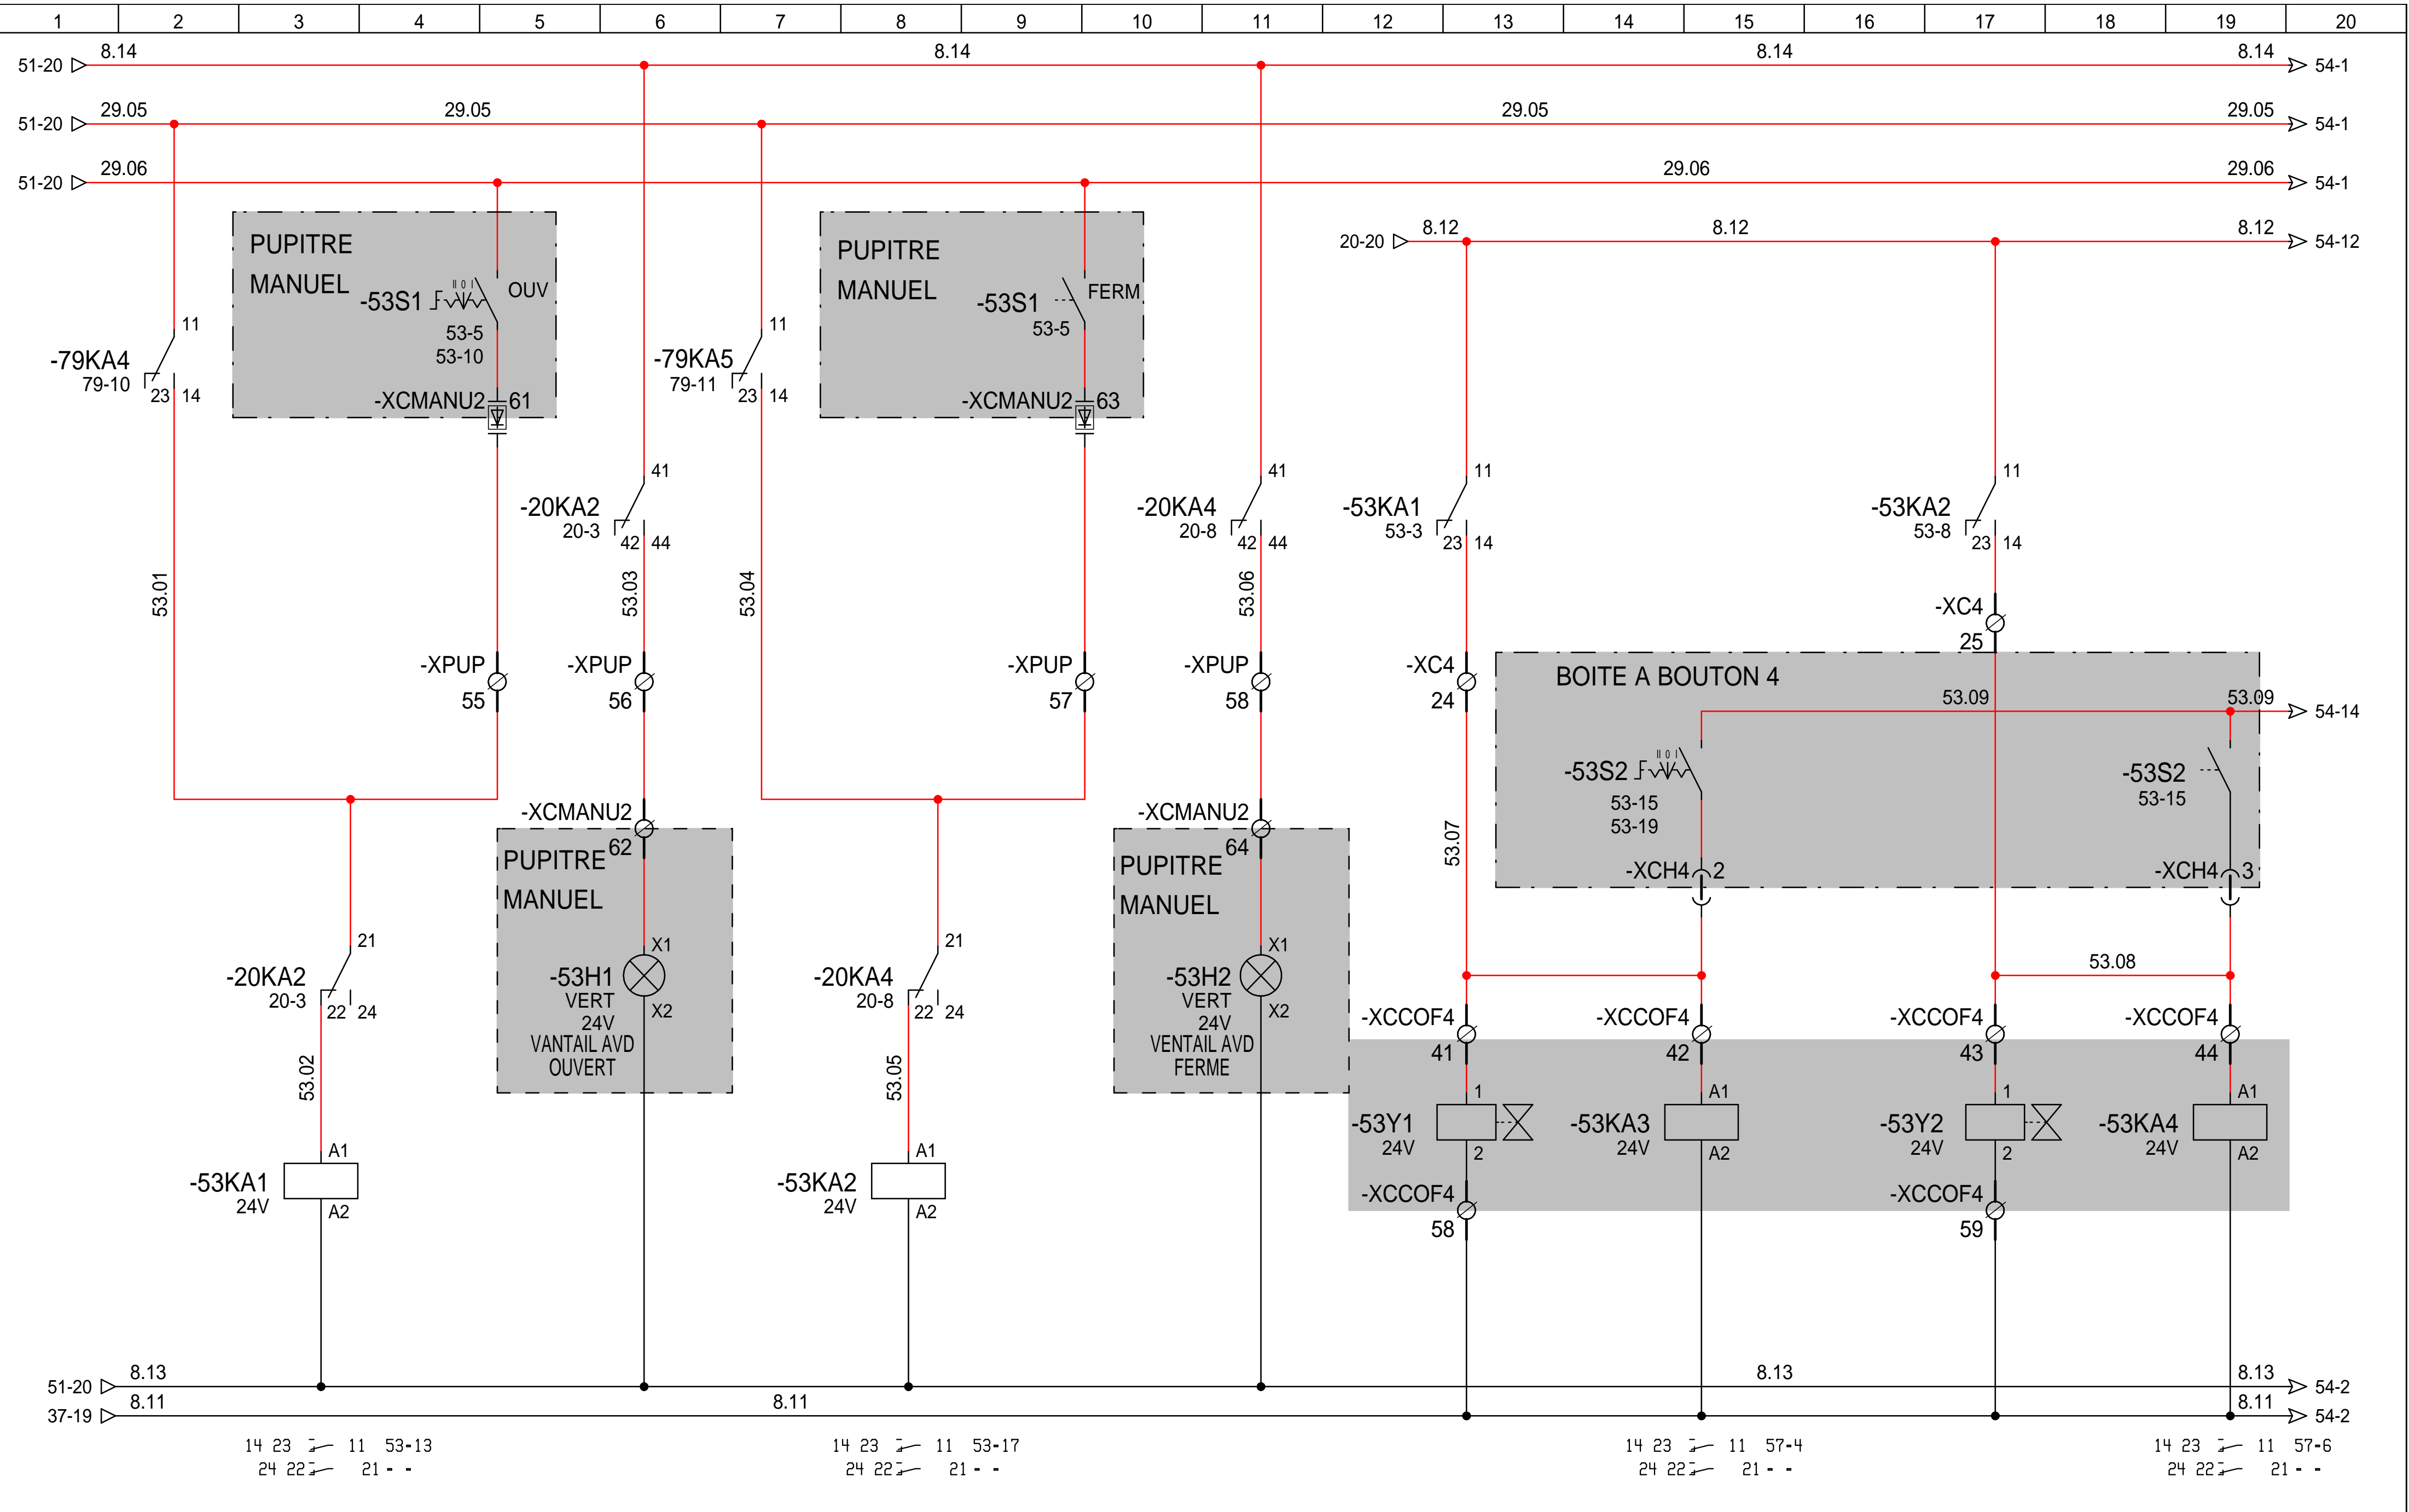 1 2 3 4 5 6 7 8 9 10 11 12 13 14 15 16 17 18 19 20
51-20 8.14 8.14 8.14 8.14 54-1
51-20 29.05 29.05 29.05 29.05 54-1
51-20 29.06 29.06 29.06 54-1
20-20 8.12 8.12 8.12 54-12
PUPITRE
MANUEL
-53S1
II 0 I
OUV
53-5
53-10
-XCMANU2 61
PUPITRE
MANUEL
-53S1
FERM
53-5
-XCMANU2 63
11
-79KA4
79-10
23 14
11
-79KA5
79-11
23 14
41
-20KA2
20-3
42 44
41
-20KA4
20-8
42 44
11
-53KA1
53-3
23 14
11
-53KA2
53-8
23 14
53.01
53.03
53.04
53.06
-XC4
25
-XPUP
55
-XPUP
56
-XPUP
57
-XPUP
58
-XC4
24
BOITE A BOUTON 4
53.09 53.09 54-14
-53S2
II 0 I
53-15
53-19
-XCH4 2
-53S2
53-15
-XCH4 3
53.07
-XCMANU2
62
PUPITRE
MANUEL
X1
-53H1
VERT
24V
X2
VANTAIL AVD
OUVERT
-XCMANU2
64
PUPITRE
MANUEL
X1
-53H2
VERT
24V
X2
VENTAIL AVD
FERME
21
-20KA2
20-3
22 24
21
-20KA4
20-8
22 24
53.02
53.05
53.08
-XCCOF4
41
-XCCOF4
42
-XCCOF4
43
-XCCOF4
44
1
-53Y1
24V
2
A1
-53KA3
24V
A2
1
-53Y2
24V
2
A1
-53KA4
24V
A2
A1
-53KA1
24V
A2
A1
-53KA2
24V
A2
-XCCOF4
58
-XCCOF4
59
51-20 8.13 8.13 8.13 54-2
37-19 8.11 8.11 8.11 54-2
14 23 11 53-13
24 22 21 - -
14 23 11 53-17
24 22 21 - -
14 23 11 57-4
24 22 21 - -
14 23 11 57-6
24 22 21 - -